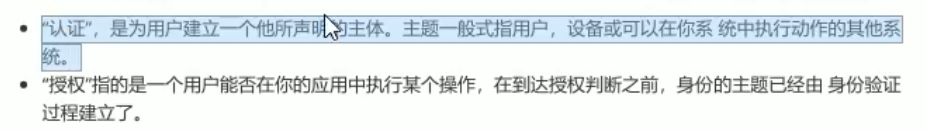 “认证”，是为用户建立一个他所声明的主体。主题一般式指用户，设备或可以在你系 统中执行动作的其他系
统。
“授权”指的是一个用户能否在你的应用中执行某个操作，在到达授权判断之前，身份的主题已经由 身份验证
过程建立了。